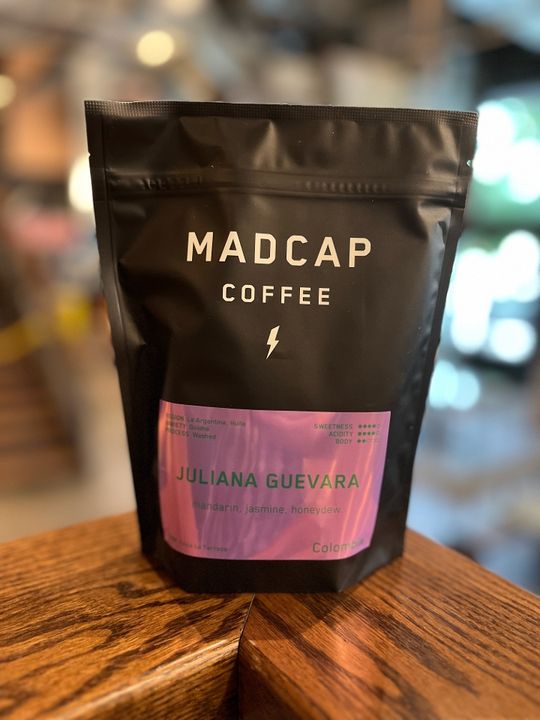 MADCAP
COFFEE
REGION La Argentina, Huila
VARIETY Geisha
PROCESS Washed
SWEETNESS
ACIDITY
BODY
JULIANA GUEVARA
mandarin, jasmine, honeydew
Colombia